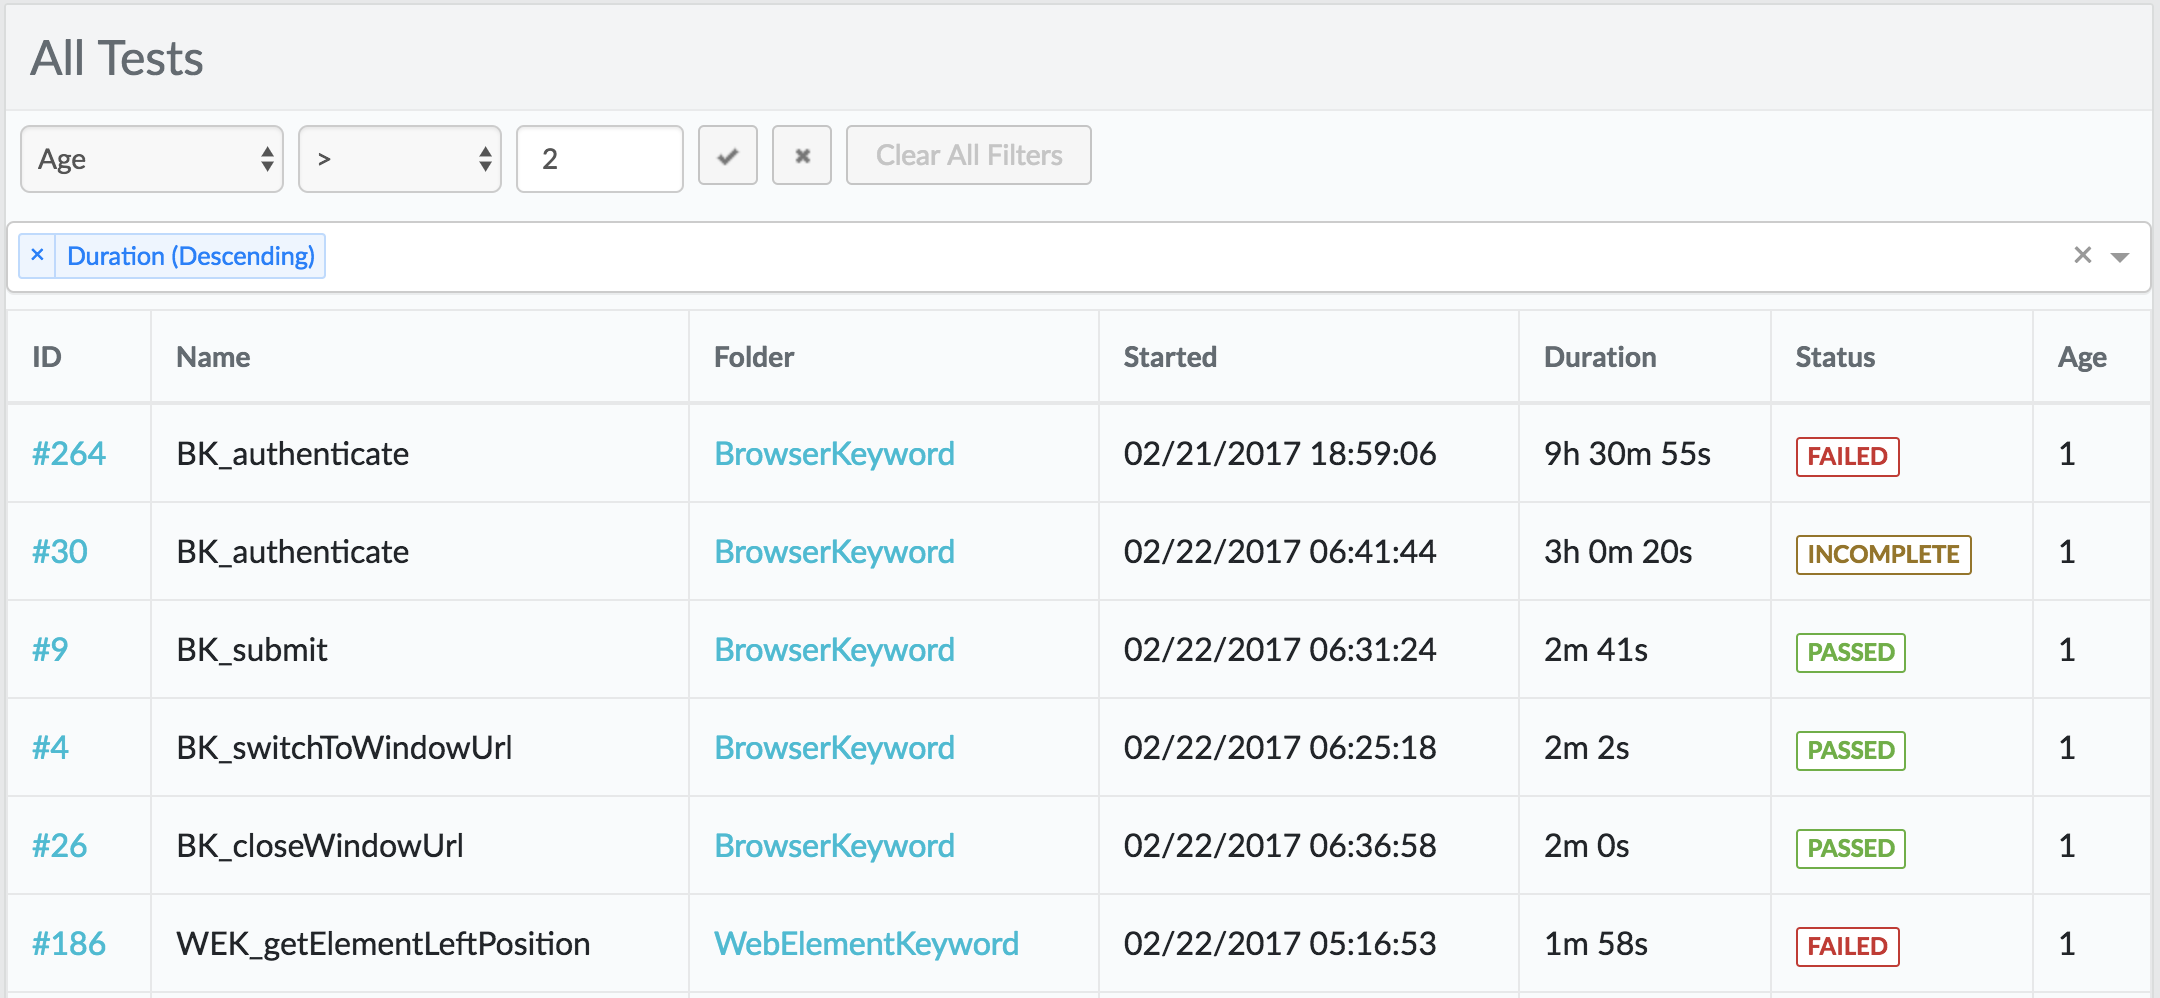 All Tests
Age > 2 Clear All Filters
× Duration (Descending) ×
ID Name Folder Started Duration Status Age
#264 BK_authenticate BrowserKeyword 02/21/2017 18:59:06 9h 30m 55s FAILED 1
#30 BK_authenticate BrowserKeyword 02/22/2017 06:41:44 3h 0m 20s INCOMPLETE 1
#9 BK_submit BrowserKeyword 02/22/2017 06:31:24 2m 41s PASSED 1
#4 BK_switchToWindowUrl BrowserKeyword 02/22/2017 06:25:18 2m 2s PASSED 1
#26 BK_closeWindowUrl BrowserKeyword 02/22/2017 06:36:58 2m 0s PASSED 1
#186 WEK_getElementLeftPosition WebElementKeyword 02/22/2017 05:16:53 1m 58s FAILED 1